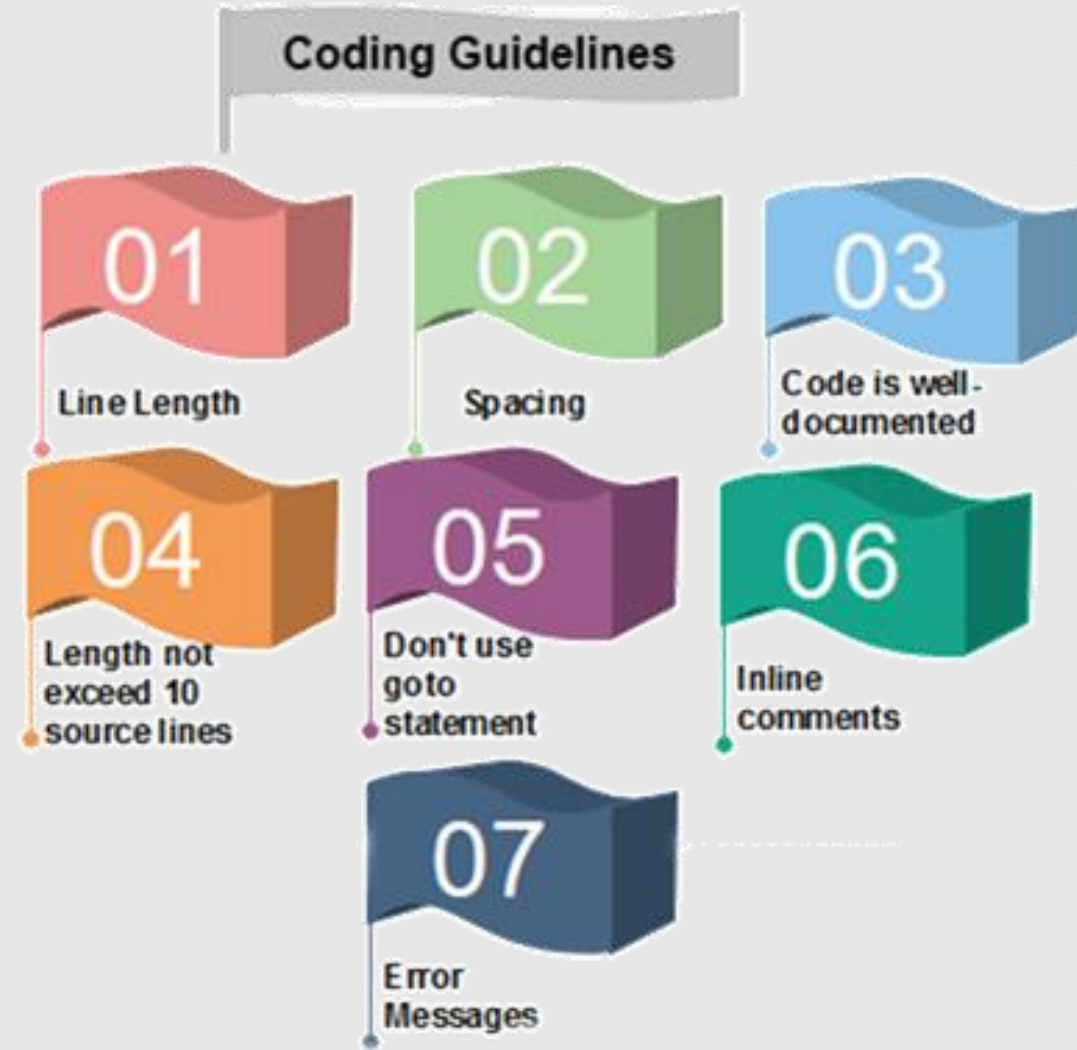 Coding Guidelines
01
02
03
Line Length
Spacing
Code is well-
documented
04
05
06
Length not
exceed 10
source lines
Don't use
goto
statement
Inline
comments
07
Error
Messages